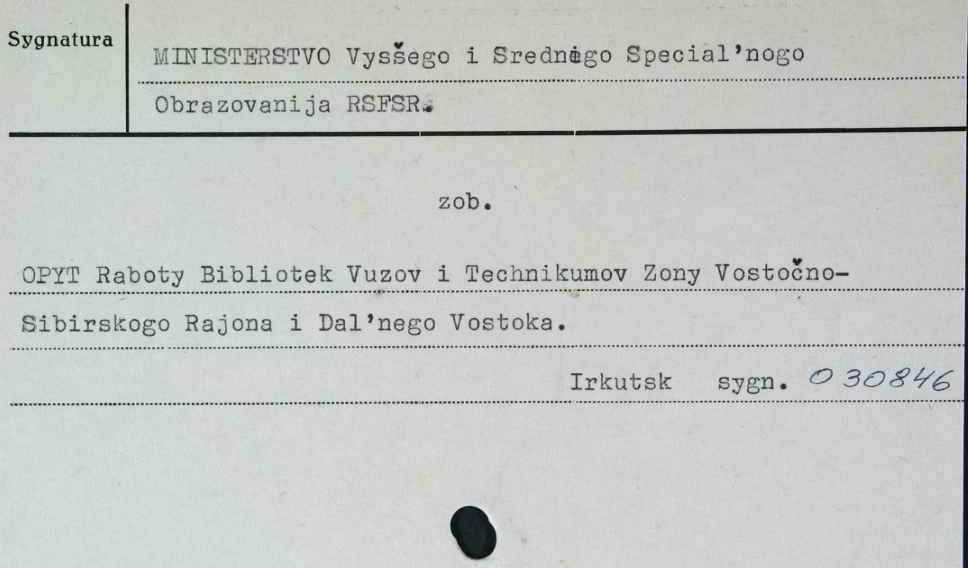 Sygnatura
MINISTERSTVO Vysšego i Srednego Special'nogo
Obrazovanija RSFSR.
zob.
OPYT Raboty Bibliotek Vuzov i Technikumov Zony Vostočno-
Sibirskogo Rajona i Dal'nego Vostoka.
Irkutsk sygn. 030846